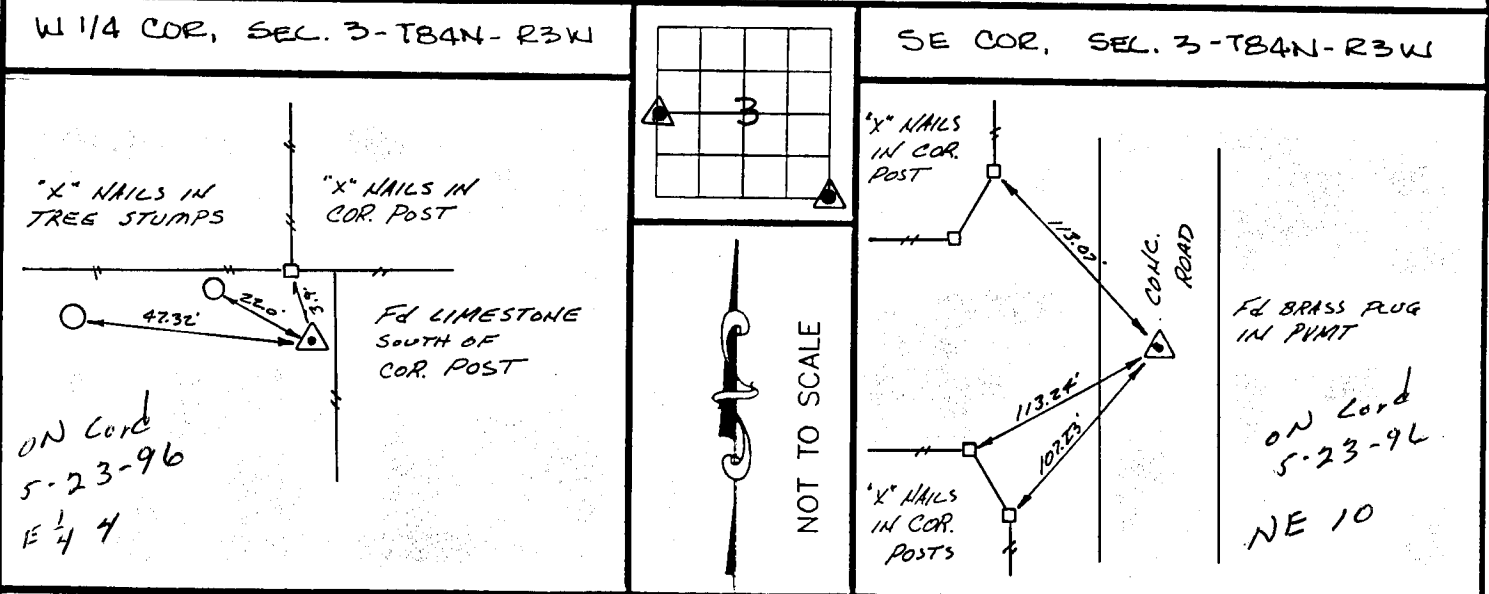 W 1/4 COR, SEC. 3-T84N-R3W
"X" NAILS IN
TREE STUMPS
"X" NAILS IN
COR. POST
47.32'
22.0'
3.2'
Fd LIMESTONE
SOUTH OF
COR. POST
ON Card
5-23-96
E 1/4 4
3
NOT TO SCALE
SE COR, SEC. 3-T84N-R3W
"X" NAILS
IN COR.
POST
113.07'
CONC.
ROAD
Fd BRASS PLUG
IN PVMT
113.24'
107.23'
"X" NAILS
IN COR.
POSTS
ON Card
5-23-96
NE 10